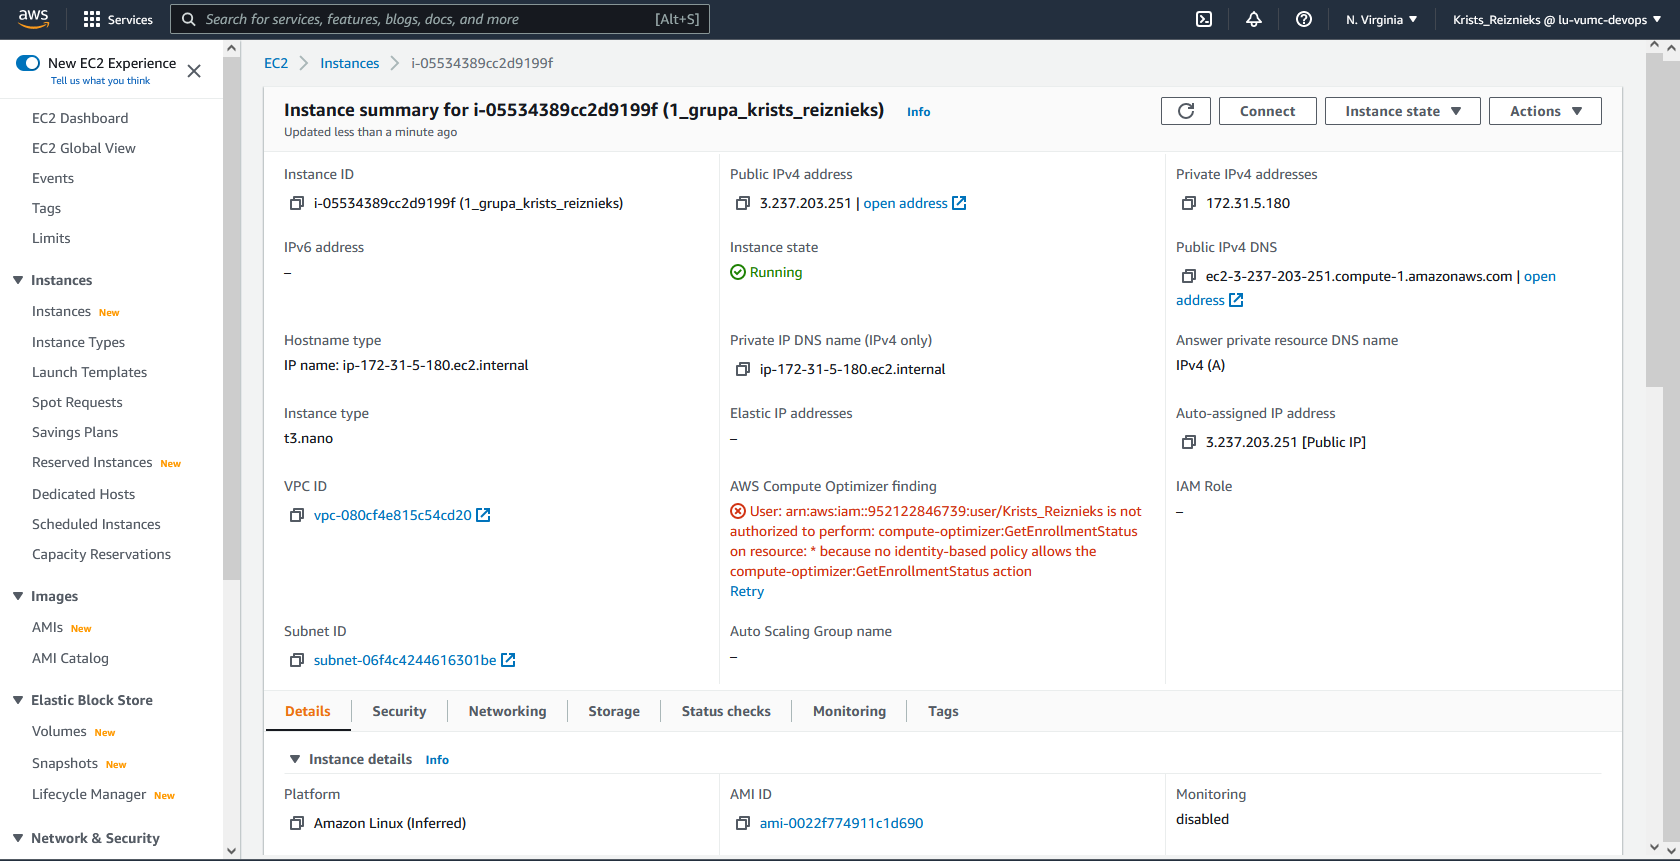 aws
Services
Search for services, features, blogs, docs, and more
[Alt+S]
N. Virginia ▼
Krists_Reiznieks @ lu-vumc-devops ▼
New EC2 Experience
Tell us what you think
EC2 Dashboard
EC2 Global View
Events
Tags
Limits
▼ Instances
Instances New
Instance Types
Launch Templates
Spot Requests
Savings Plans
Reserved Instances New
Dedicated Hosts
Scheduled Instances
Capacity Reservations
▼ Images
AMIs New
AMI Catalog
▼ Elastic Block Store
Volumes New
Snapshots New
Lifecycle Manager New
▼ Network & Security
EC2 > Instances > i-05534389cc2d9199f
Instance summary for i-05534389cc2d9199f (1_grupa_krists_reiznieks) Info
Updated less than a minute ago
Connect
Instance state ▼
Actions ▼
Instance ID
i-05534389cc2d9199f (1_grupa_krists_reiznieks)
Public IPv4 address
3.237.203.251 | open address
Private IPv4 addresses
172.31.5.180
IPv6 address
–
Instance state
Running
Public IPv4 DNS
ec2-3-237-203-251.compute-1.amazonaws.com | open
address
Hostname type
IP name: ip-172-31-5-180.ec2.internal
Private IP DNS name (IPv4 only)
ip-172-31-5-180.ec2.internal
Answer private resource DNS name
IPv4 (A)
Instance type
t3.nano
Elastic IP addresses
–
Auto-assigned IP address
3.237.203.251 [Public IP]
VPC ID
vpc-080cf4e815c54cd20
AWS Compute Optimizer finding
User: arn:aws:iam::952122846739:user/Krists_Reiznieks is not
authorized to perform: compute-optimizer:GetEnrollmentStatus
on resource: * because no identity-based policy allows the
compute-optimizer:GetEnrollmentStatus action
Retry
IAM Role
–
Subnet ID
subnet-06f4c4244616301be
Auto Scaling Group name
–
Details
Security
Networking
Storage
Status checks
Monitoring
Tags
▼ Instance details Info
Platform
Amazon Linux (Inferred)
AMI ID
ami-0022f774911c1d690
Monitoring
disabled